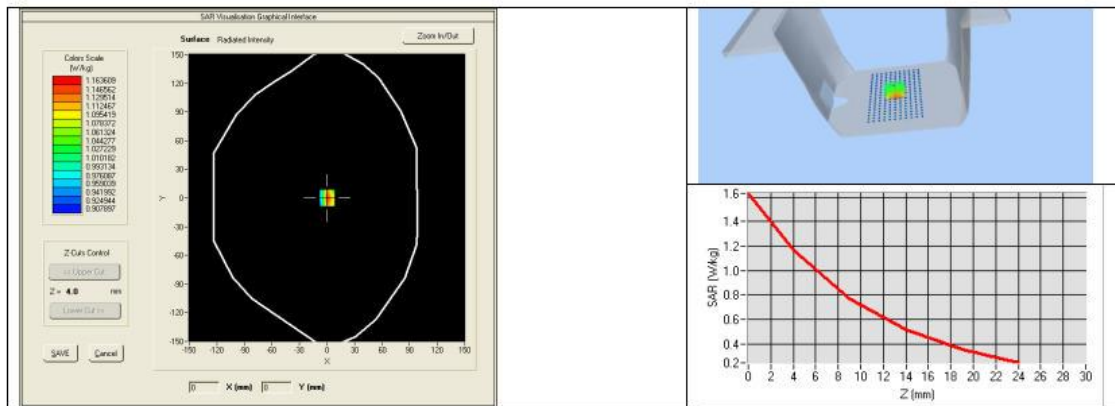 SAR Visualisation Graphical Interface
Surface Radiated Intensity
Zoom In/Out
Colors Scale
(W/kg)
1.163609
1.146562
1.129514
1.112467
1.095419
1.078372
1.061324
1.044277
1.027229
1.010182
0.993134
0.976087
0.959039
0.941992
0.924944
0.907897
Z-Cuts Control
<< Upper Cut
Z = 4.0 mm
Lower Cut >>
SAVE Cancel
150
120
90
60
30
0
-30
-60
-90
-120
-150
Y
-150 -120 -90 -60 -30 0 30 60 90 120 150
X
0 X (mm) 0 Y (mm)
1.6
1.4
1.2
1.0
0.8
0.6
0.4
0.2
SAR (W/kg)
0 2 4 6 8 10 12 14 16 18 20 22 24 26 28 30
Z (mm)